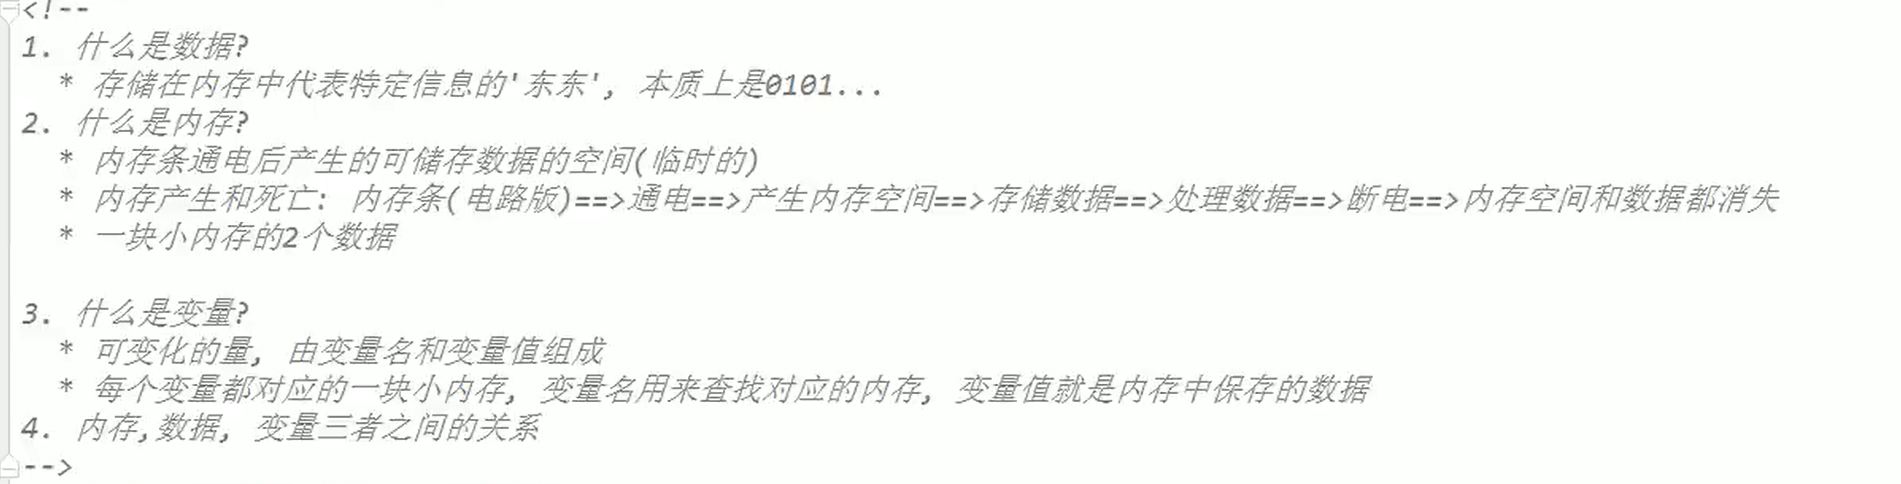 <!--
1. 什么是数据?
* 存储在内存中代表特定信息的'东东', 本质上是0101...
2. 什么是内存?
* 内存条通电后产生的可储存数据的空间(临时的)
* 内存产生和死亡: 内存条(电路版)==>通电==>产生内存空间==>存储数据==>处理数据==>断电==>内存空间和数据都消失
* 一块小内存的2个数据
3. 什么是变量?
* 可变化的量, 由变量名和变量值组成
* 每个变量都对应的一块小内存, 变量名用来查找对应的内存, 变量值就是内存中保存的数据
4. 内存,数据, 变量三者之间的关系
-->